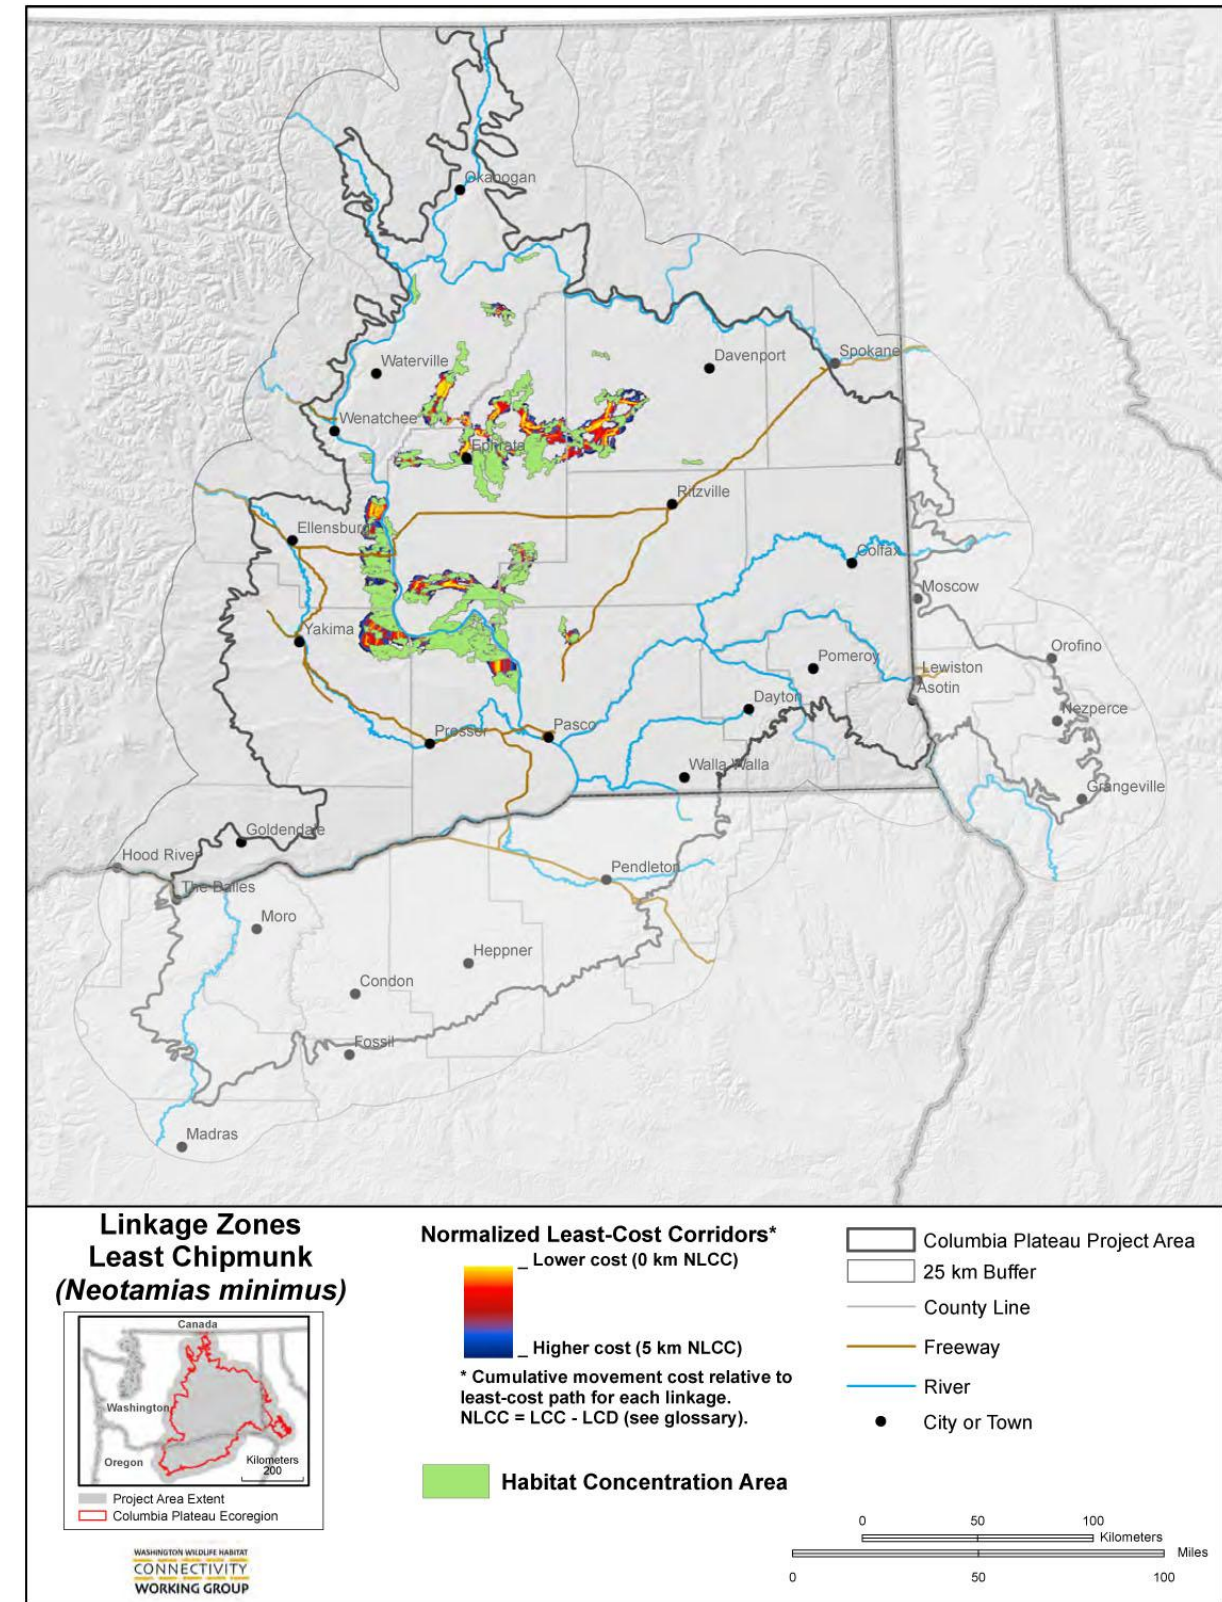 Okanogan
Waterville
Davenport
Spokane
Wenatchee
Ephrata
Ritzville
Ellensburg
Colfax
Moscow
Yakima
Orofino
Pomeroy
Lewiston
Asotin
Dayton
Nezperce
Prosser
Pasco
Walla Walla
Grangeville
Goldendale
Hood River
Pendleton
The Dalles
Moro
Heppner
Condon
Fossil
Madras
Linkage Zones
Least Chipmunk
(Neotamias minimus)
Canada
Washington
Oregon
Kilometers
200
Project Area Extent
Columbia Plateau Ecoregion
WASHINGTON WILDLIFE HABITAT
CONNECTIVITY
WORKING GROUP
Normalized Least-Cost Corridors*
_ Lower cost (0 km NLCC)
_ Higher cost (5 km NLCC)
* Cumulative movement cost relative to
least-cost path for each linkage.
NLCC = LCC - LCD (see glossary).
Habitat Concentration Area
Columbia Plateau Project Area
25 km Buffer
County Line
Freeway
River
City or Town
0 50 100
Kilometers
Miles
0 50 100